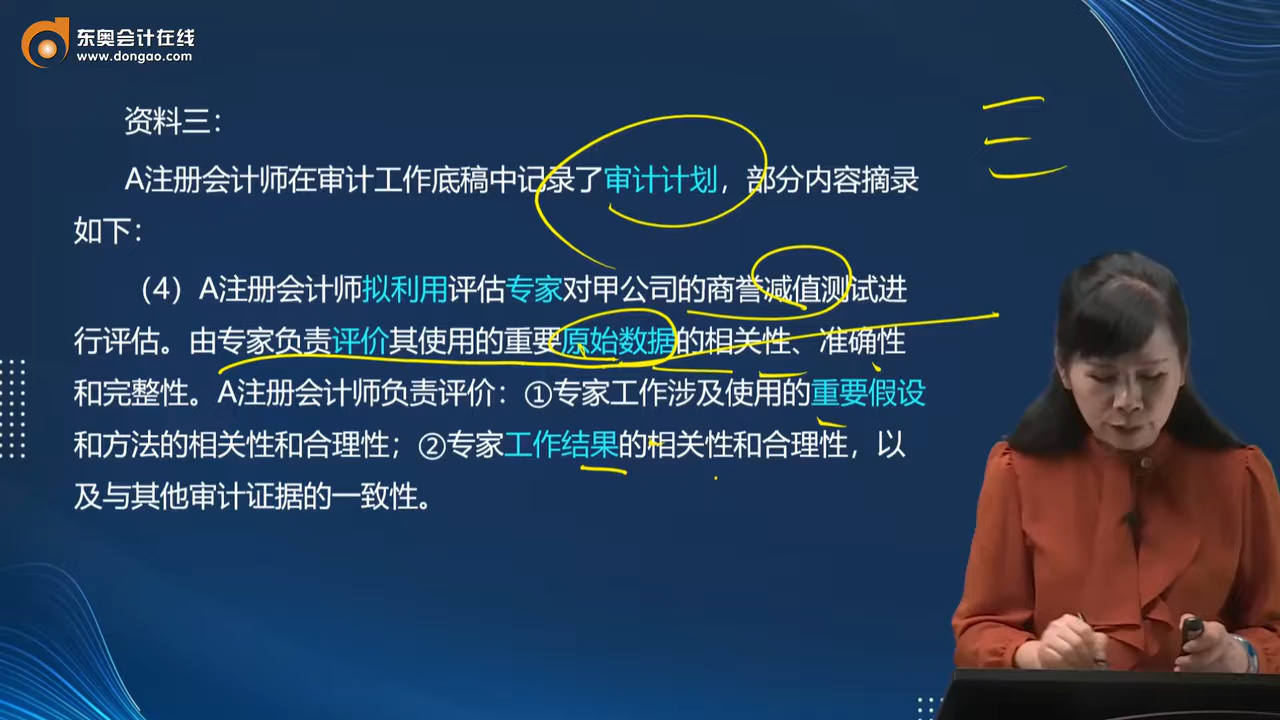 东奥会计在线
www.dongao.com
资料三：
A注册会计师在审计工作底稿中记录了审计计划，部分内容摘录
如下：
（4）A注册会计师拟利用评估专家对甲公司的商誉减值测试进
行评估。由专家负责评价其使用的重要原始数据的相关性、准确性
和完整性。A注册会计师负责评价：①专家工作涉及使用的重要假设
和方法的相关性和合理性；②专家工作结果的相关性和合理性，以
及与其他审计证据的一致性。
三